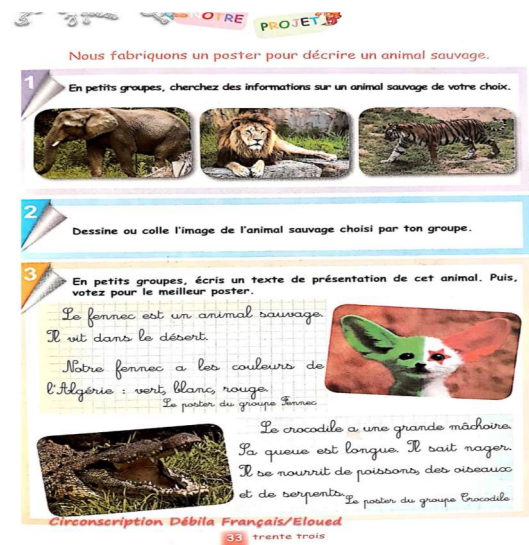 NOTRE
PROJET
Nous fabriquons un poster pour décrire un animal sauvage.
1
En petits groupes, cherchez des informations sur un animal sauvage de votre choix.
2
Dessine ou colle l'image de l'animal sauvage choisi par ton groupe.
3
En petits groupes, écris un texte de présentation de cet animal. Puis,
votez pour le meilleur poster.
Le fennec est un animal sauvage.
Il vit dans le désert.
Notre fennec a les couleurs de
l'Algérie : vert, blanc, rouge.
Le poster du groupe Fennec
Le crocodile a une grande mâchoire.
Sa queue est longue. Il sait nager.
Il se nourrit de poissons, des oiseaux
et de serpents.
Le poster du groupe Crocodile
Circonscription Débila Français/Eloued
33 trente trois